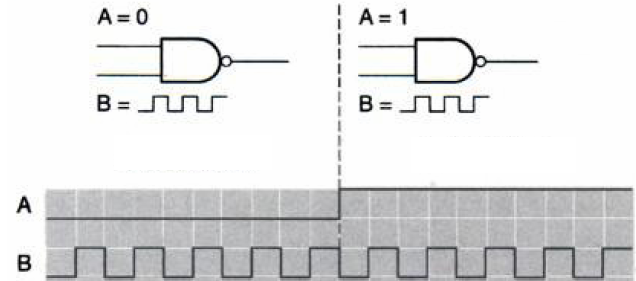 A = 0
A = 1
B =
B =
A
B